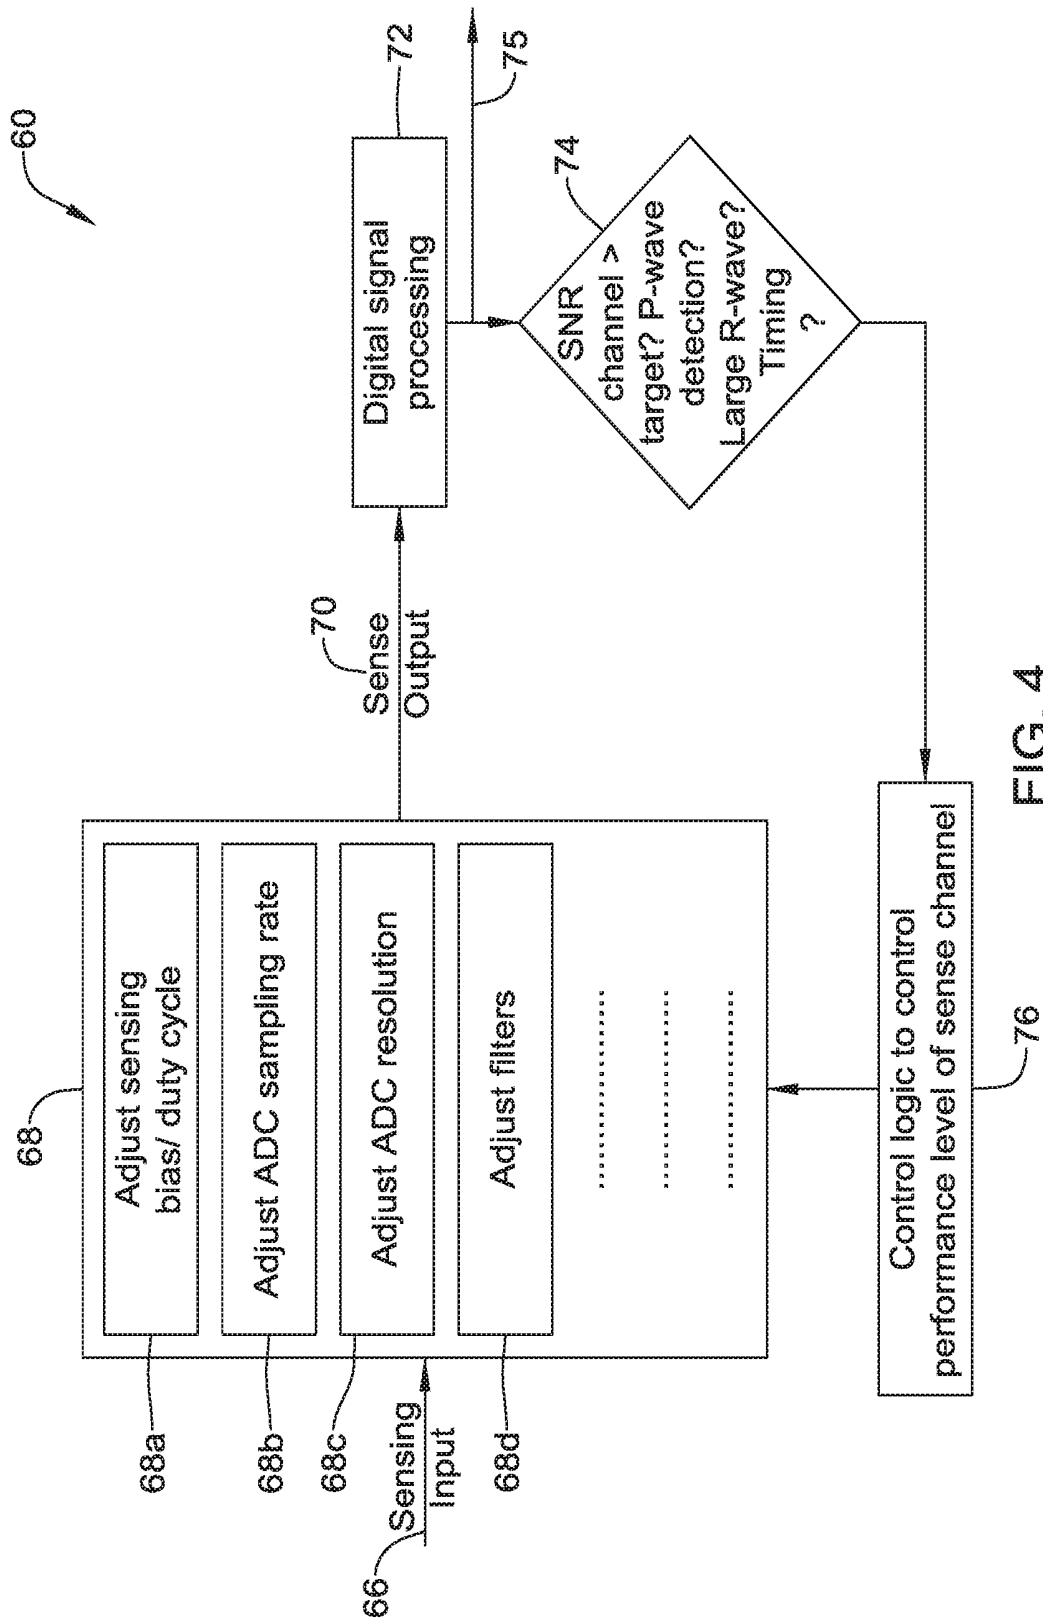 60
68
68a
Adjust sensing
bias/ duty cycle
68b
Adjust ADC sampling rate
68c
Adjust ADC resolution
68d
Adjust filters
66
Sensing
Input
70
Sense
Output
72
Digital signal
processing
75
74
SNR
channel >
target? P-wave
detection?
Large R-wave?
Timing
?
Control logic to control
performance level of sense channel
76
FIG. 4